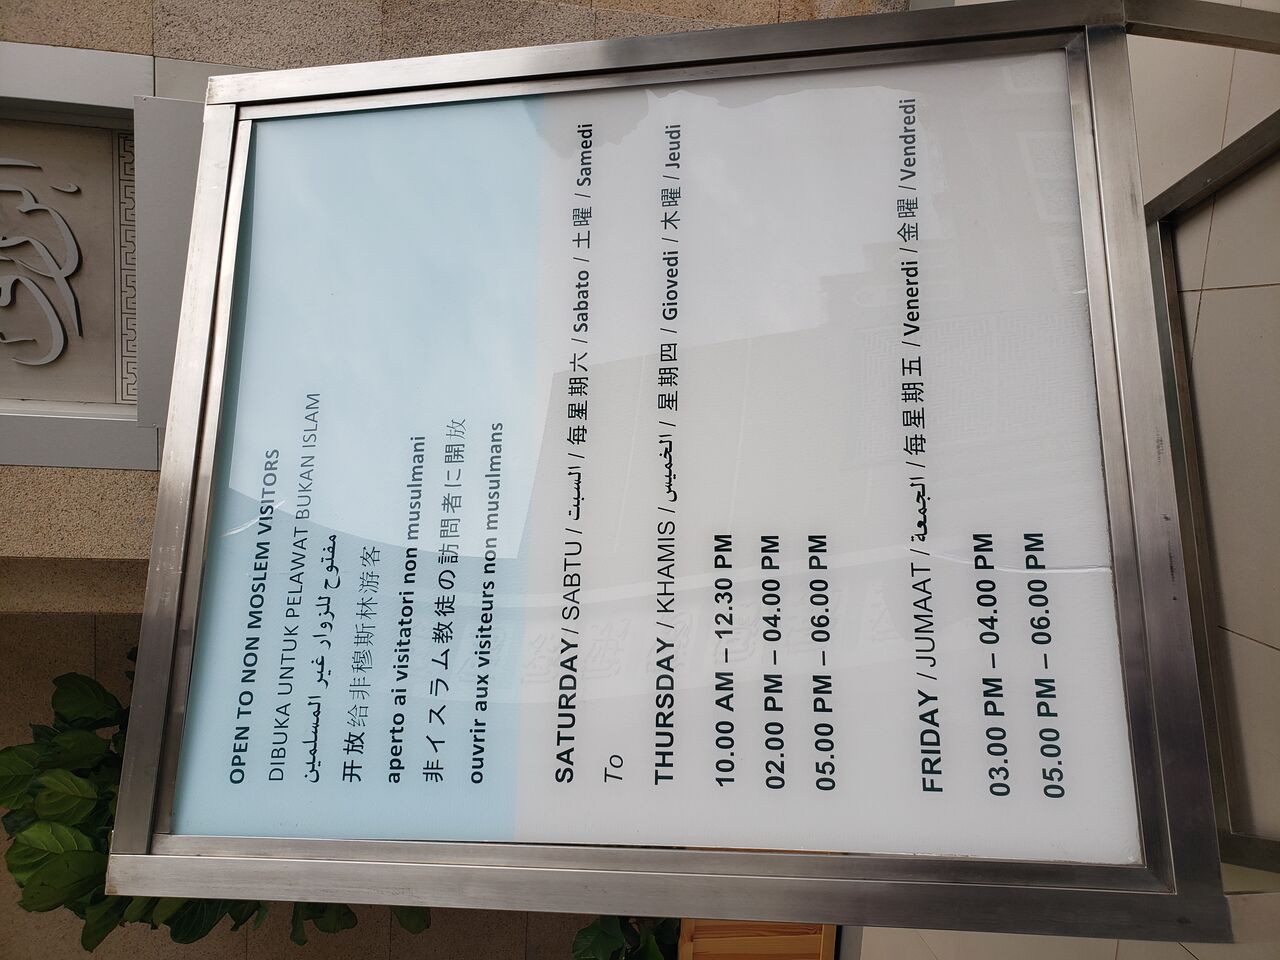 OPEN TO NON MOSLEM VISITORS
DIBUKA UNTUK PELAWAT BUKAN ISLAM
مفتوح للزوار غير المسلمين
开放给非穆斯林游客
aperto ai visitatori non musulmani
非イスラム教徒の訪問者に開放
ouvrir aux visiteurs non musulmans
SATURDAY / SABTU / السبت / 每星期六 / Sabato / 土曜 / Samedi
To
THURSDAY / KHAMIS / الخميس / 星期四 / Giovedi / 木曜 / Jeudi
10.00 AM – 12.30 PM
02.00 PM – 04.00 PM
05.00 PM – 06.00 PM
FRIDAY / JUMAAT / الجمعة / 每星期五 / Venerdi / 金曜 / Vendredi
03.00 PM – 04.00 PM
05.00 PM – 06.00 PM